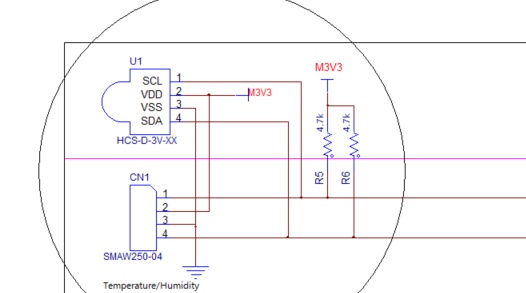 U1
SCL 1
VDD 2
VSS 3
SDA 4
HCS-D-3V-XX
M3V3
M3V3
4.7k
4.7k
R5
R6
CN1
1
2
3
4
SMAW250-04
Temperature/Humidity